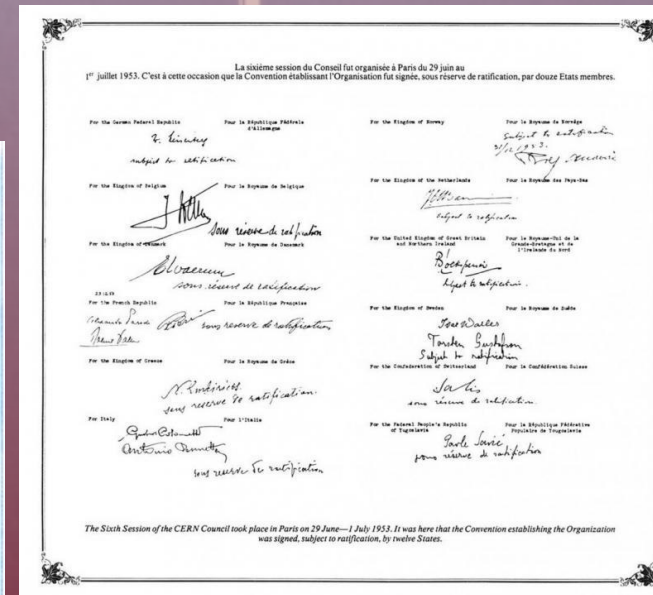 La sixième session du Conseil fut organisée à Paris du 29 juin au
1er juillet 1953. C'est à cette occasion que la Convention établissant l'Organisation fut signée, sous réserve de ratification, par douze Etats membres.
For the German Federal Republic Pour la République Fédérale
d'Allemagne
subject to ratification
For the Kingdom of Belgium Pour le Royaume de Belgique
sous réserve de ratification
For the Kingdom of Denmark Pour le Royaume de Danemark
sous réserve de ratification
For the French Republic Pour la République Française
sous reserve de ratification
For the Kingdom of Greece Pour le Royaume de Grèce
sous reserve de ratification.
For Italy Pour l'Italie
sous reserve de ratification
For the Kingdom of Norway Pour le Royaume de Norvège
Subject to ratification
1953.
For the Kingdom of the Netherlands Pour le Royaume des Pays-Bas
Subject to ratification
For the United Kingdom of Great Britain
and Northern Ireland
Pour le Royaume-Uni de la
Grande-Bretagne et de
l'Irelande du Nord
subject to ratification.
For the Kingdom of Sweden Pour le Royaume de Suède
Torsten Gustafson
Subject to ratification
For the Confederation of Switzerland Pour la Confédération Suisse
sous réserve de ratification.
For the Federal People's Republic
of Yugoslavia
Pour la République Fédérative
Populaire de Yougoslavie
Pavle Savić
sous réserve de ratification
The Sixth Session of the CERN Council took place in Paris on 29 June—1 July 1953. It was here that the Convention establishing the Organization
was signed, subject to ratification, by twelve States.